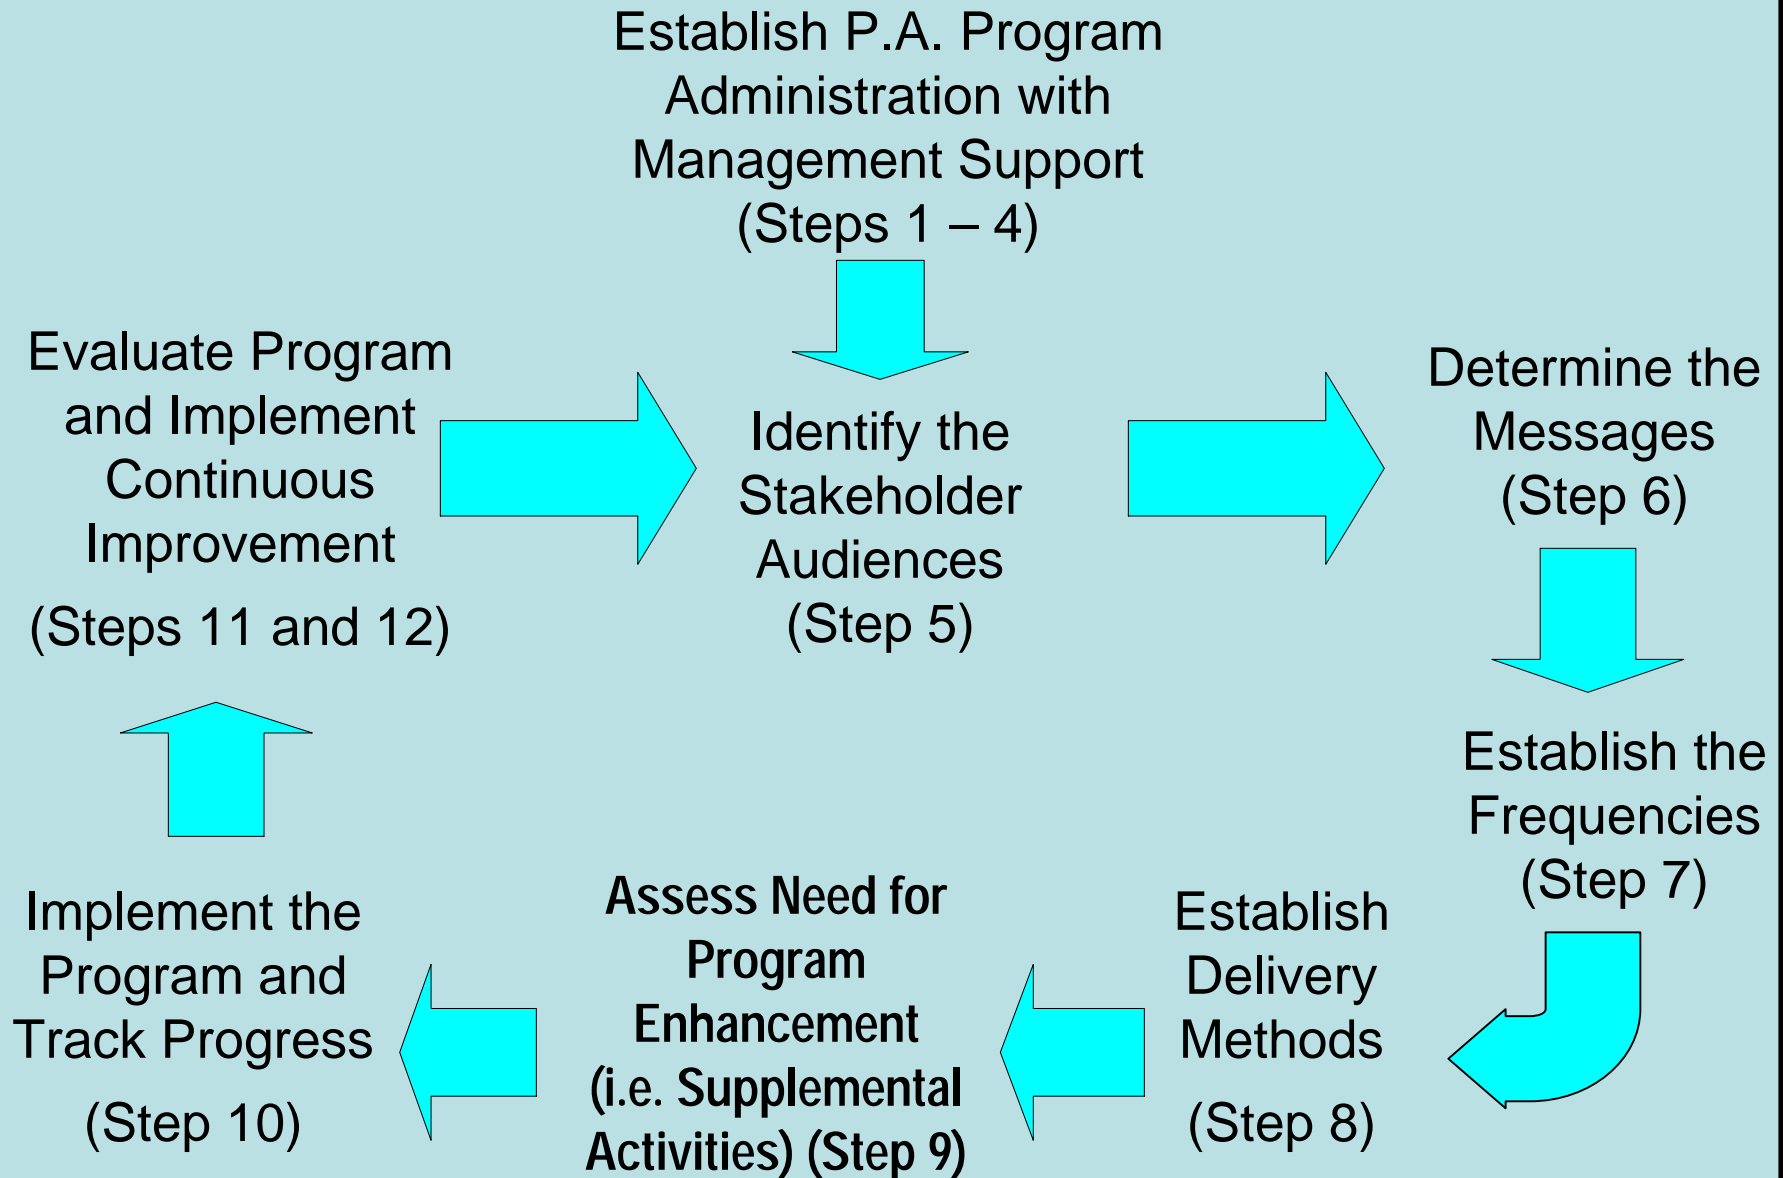 Establish P.A. Program
Administration with
Management Support
(Steps 1 – 4)
Evaluate Program
and Implement
Continuous
Improvement
(Steps 11 and 12)
Identify the
Stakeholder
Audiences
(Step 5)
Determine the
Messages
(Step 6)
Establish the
Frequencies
(Step 7)
Establish
Delivery
Methods
(Step 8)
Assess Need for
Program
Enhancement
(i.e. Supplemental
Activities) (Step 9)
Implement the
Program and
Track Progress
(Step 10)